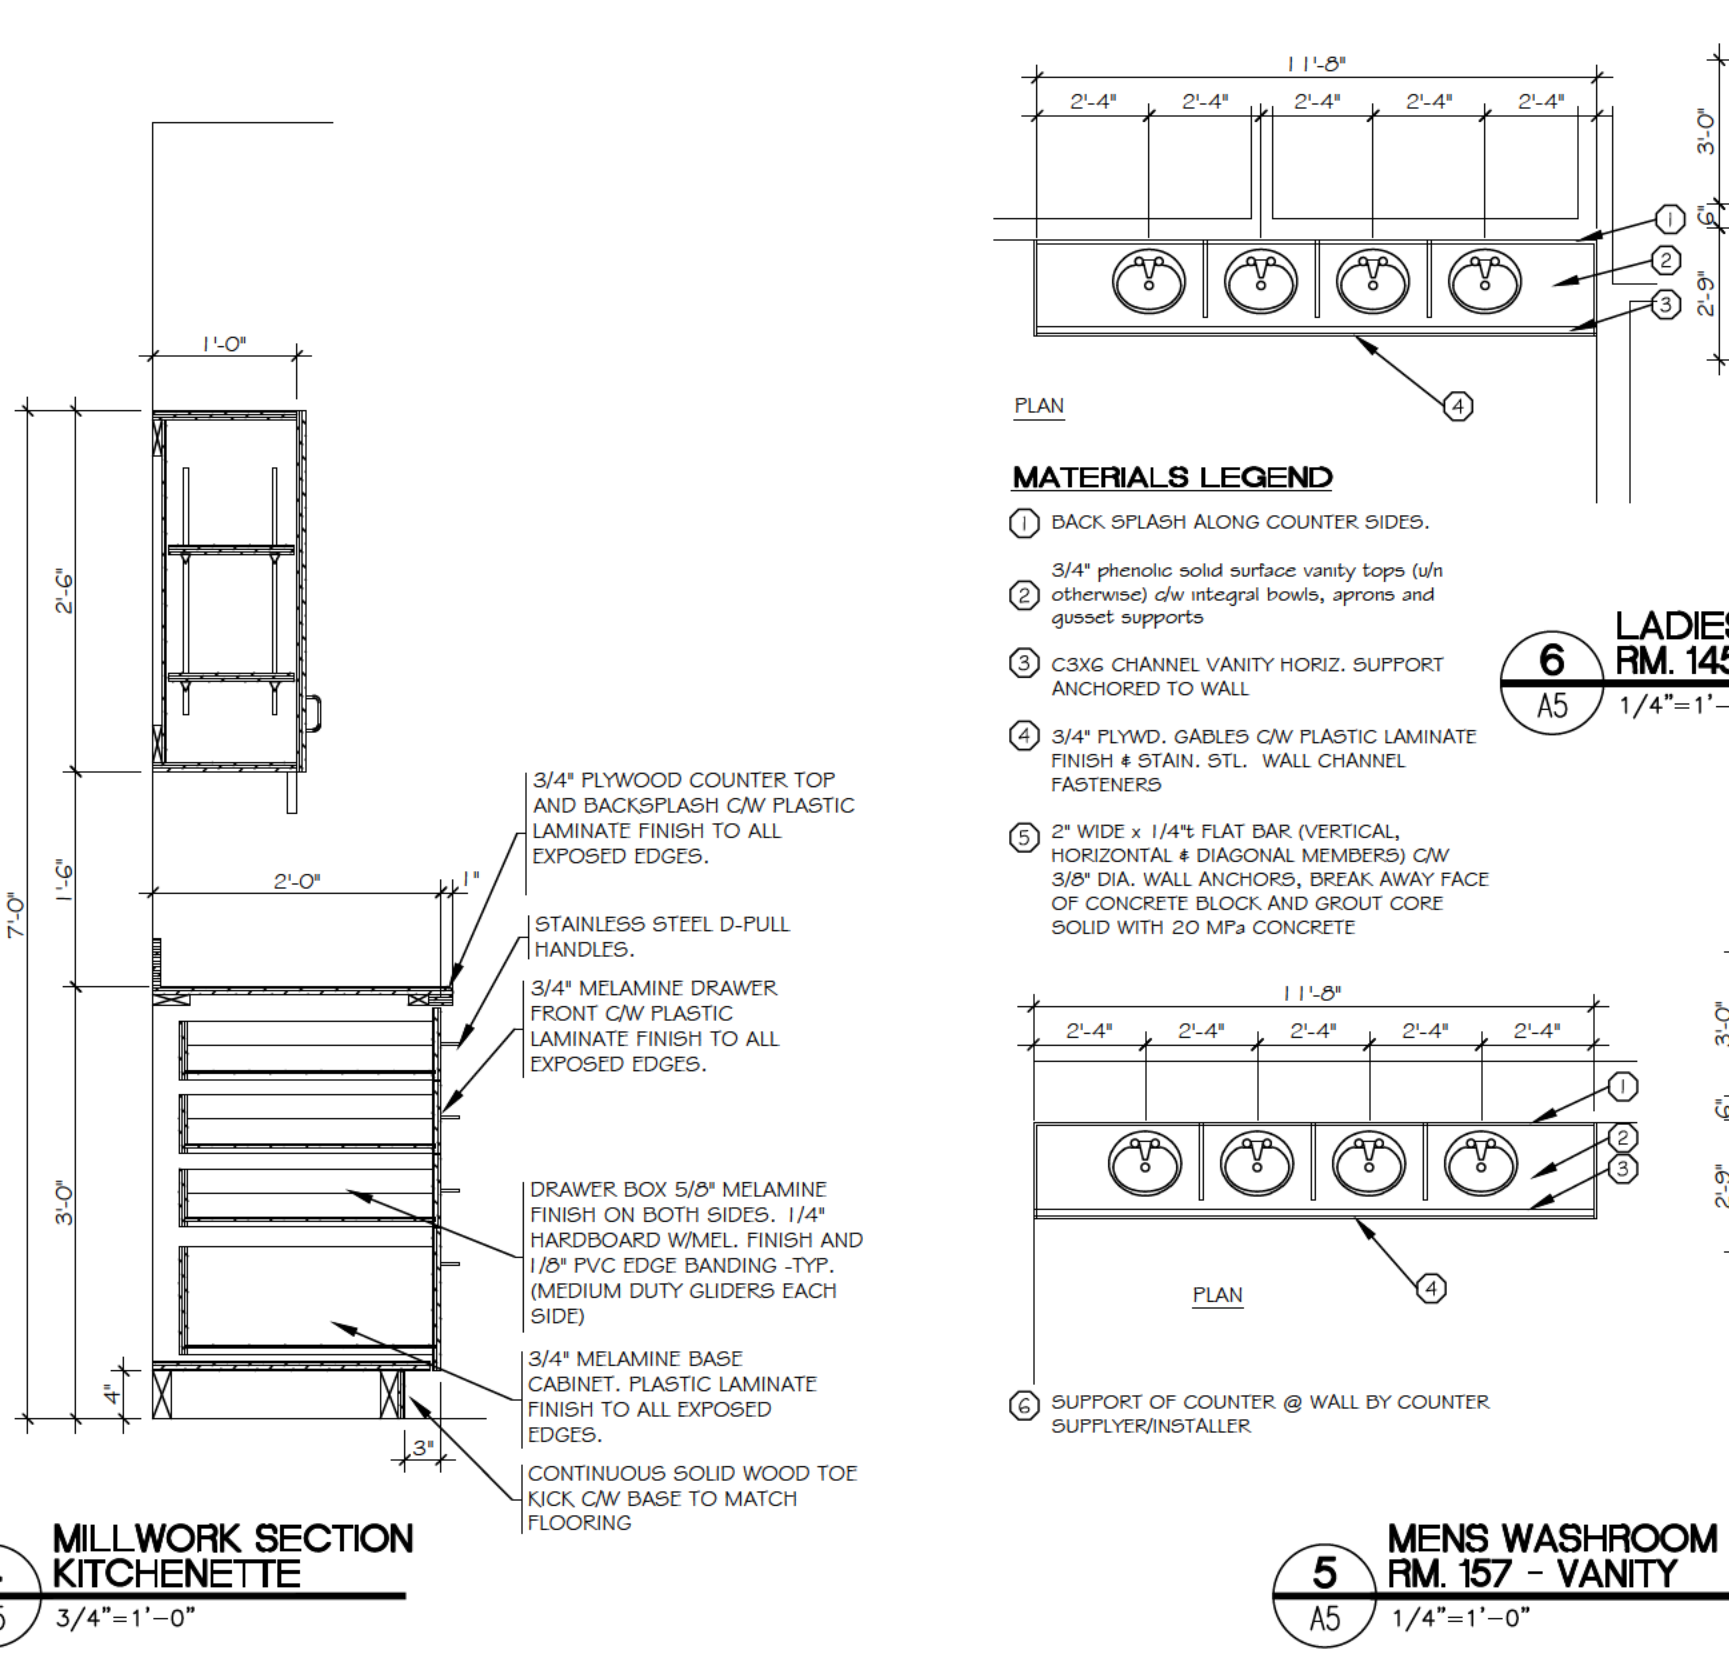 1'-0"
2'-6"
1'-6"
7'-0"
3'-0"
4"
2'-0"
1"
3"
3/4" PLYWOOD COUNTER TOP
AND BACKSPLASH C/W PLASTIC
LAMINATE FINISH TO ALL
EXPOSED EDGES.
STAINLESS STEEL D-PULL
HANDLES.
3/4" MELAMINE DRAWER
FRONT C/W PLASTIC
LAMINATE FINISH TO ALL
EXPOSED EDGES.
DRAWER BOX 5/8" MELAMINE
FINISH ON BOTH SIDES. 1/4"
HARDBOARD W/MEL. FINISH AND
1/8" PVC EDGE BANDING -TYP.
(MEDIUM DUTY GLIDERS EACH
SIDE)
3/4" MELAMINE BASE
CABINET. PLASTIC LAMINATE
FINISH TO ALL EXPOSED
EDGES.
CONTINUOUS SOLID WOOD TOE
KICK C/W BASE TO MATCH
FLOORING
MILLWORK SECTION
KITCHENETTE
3/4"=1'-0"
11'-8"
2'-4" 2'-4" 2'-4" 2'-4" 2'-4"
1
2
3
4
3'-0"
6"
2'-9"
PLAN
MATERIALS LEGEND
1 BACK SPLASH ALONG COUNTER SIDES.
3/4" phenolic solid surface vanity tops (u/n
2 otherwise) c/w integral bowls, aprons and
gusset supports
3 C3X6 CHANNEL VANITY HORIZ. SUPPORT
ANCHORED TO WALL
4 3/4" PLYWD. GABLES C/W PLASTIC LAMINATE
FINISH & STAIN. STL. WALL CHANNEL
FASTENERS
5 2" WIDE x 1/4"t FLAT BAR (VERTICAL,
HORIZONTAL & DIAGONAL MEMBERS) C/W
3/8" DIA. WALL ANCHORS, BREAK AWAY FACE
OF CONCRETE BLOCK AND GROUT CORE
SOLID WITH 20 MPa CONCRETE
6
A5
LADIES
RM. 145
1/4"=1'-
11'-8"
2'-4" 2'-4" 2'-4" 2'-4" 2'-4"
1
2
3
4
3'-0"
6"
2'-9"
PLAN
6 SUPPORT OF COUNTER @ WALL BY COUNTER
SUPPLYER/INSTALLER
5
A5
MENS WASHROOM
RM. 157 - VANITY
1/4"=1'-0"